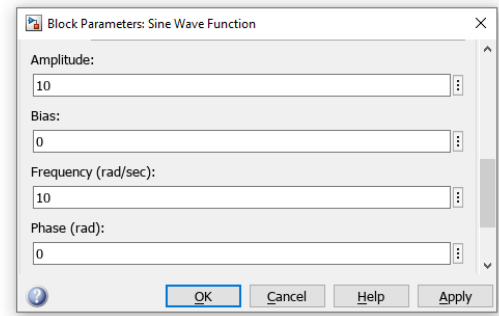 Block Parameters: Sine Wave Function
Amplitude:
10
Bias:
0
Frequency (rad/sec):
10
Phase (rad):
0
OK Cancel Help Apply